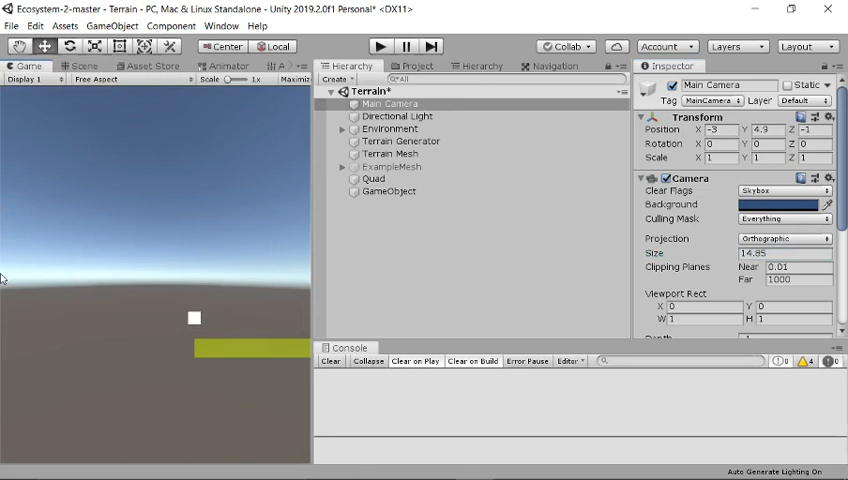 Ecosystem-2-master - Terrain - PC, Mac & Linux Standalone - Unity 2019.2.0f1 Personal* <DX11>
File Edit Assets GameObject Component Window Help
Center Local Collab Account Layers Layout
Game Scene Asset Store Animator A Hierarchy Project Hierarchy Navigation Inspector
Display 1 Free Aspect Scale 1x Maximiz Create All
Main Camera Static
Tag MainCamera Layer Default
Terrain*
Main Camera
Directional Light
Environment
Terrain Generator
Terrain Mesh
ExampleMesh
Quad
GameObject
Transform
Position X -3 Y 4.9 Z -1
Rotation X 0 Y 0 Z 0
Scale X 1 Y 1 Z 1
Camera
Clear Flags Skybox
Background
Culling Mask Everything
Projection Orthographic
Size 14.85
Clipping Planes Near 0.01
Far 1000
Viewport Rect
X 0 Y 0
W 1 H 1
Console
Clear Collapse Clear on Play Clear on Build Error Pause Editor 0 4 0
Auto Generate Lighting On